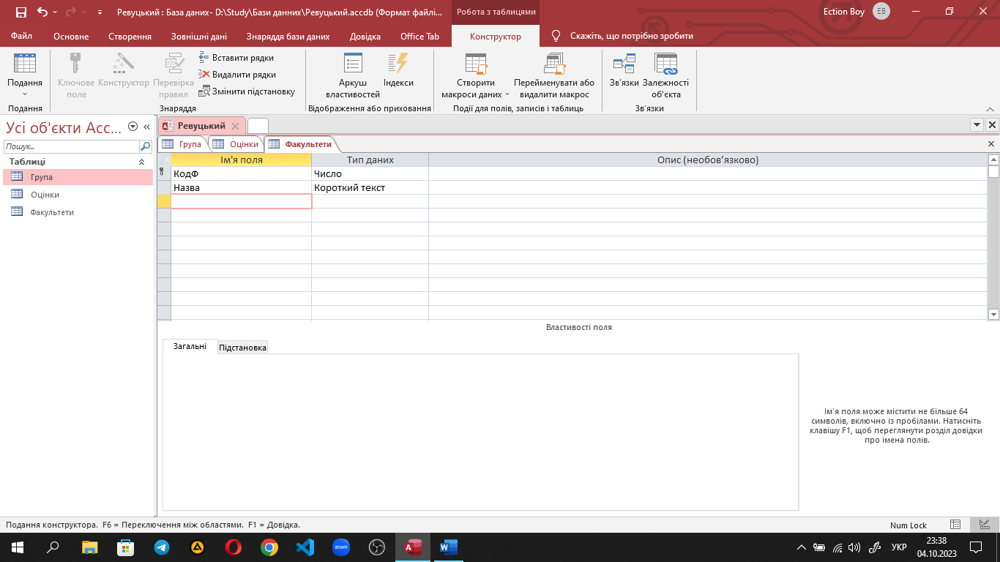 Ревуцький : База даних- D:\Study\Бази данних\Ревуцький.accdb (Формат файлі...
Робота з таблицями
Ection Boy
EB
Файл
Основне
Створення
Зовнішні дані
Знаряддя бази даних
Довідка
Office Tab
Конструктор
Скажіть, що потрібно зробити
Подання
Ключове поле
Конструктор
Перевірка правил
Вставити рядки
Видалити рядки
Змінити підстановку
Аркуш властивостей
Індекси
Створити макроси даних
Перейменувати або видалити макрос
Зв'язки
Залежності об'єкта
Подання
Знаряддя
Відображення або приховання
Події для полів, записів і таблиць
Зв'язки
Усі об'єкти Acc...
Пошук...
Таблиці
Група
Оцінки
Факультети
Ревуцький
Група
Оцінки
Факультети
Ім'я поля
Тип даних
Опис (необов’язково)
КодФ
Число
Назва
Короткий текст
Властивості поля
Загальні
Підстановка
Ім'я поля може містити не більше 64
символів, включно із пробілами. Натисніть
клавішу F1, щоб переглянути розділ довідки
про імена полів.
Подання конструктора. F6 = Переключення між областями. F1 = Довідка.
Num Lock
zoom
УКР
23:38
04.10.2023